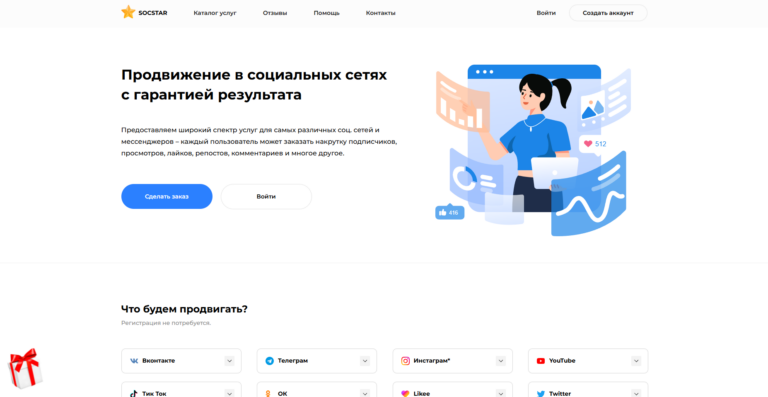 SOCSTAR Каталог услуг Отзывы Помощь Контакты Войти Создать аккаунт
Продвижение в социальных сетях
с гарантией результата
Предоставляем широкий спектр услуг для самых различных соц. сетей и
мессенджеров – каждый пользователь может заказать накрутку подписчиков,
просмотров, лайков, репостов, комментариев и многое другое.
Сделать заказ Войти
512
416
Что будем продвигать?
Регистрация не потребуется.
Вконтакте Телеграм Инстаграм* YouTube
Тик Ток ОК Likee Twitter